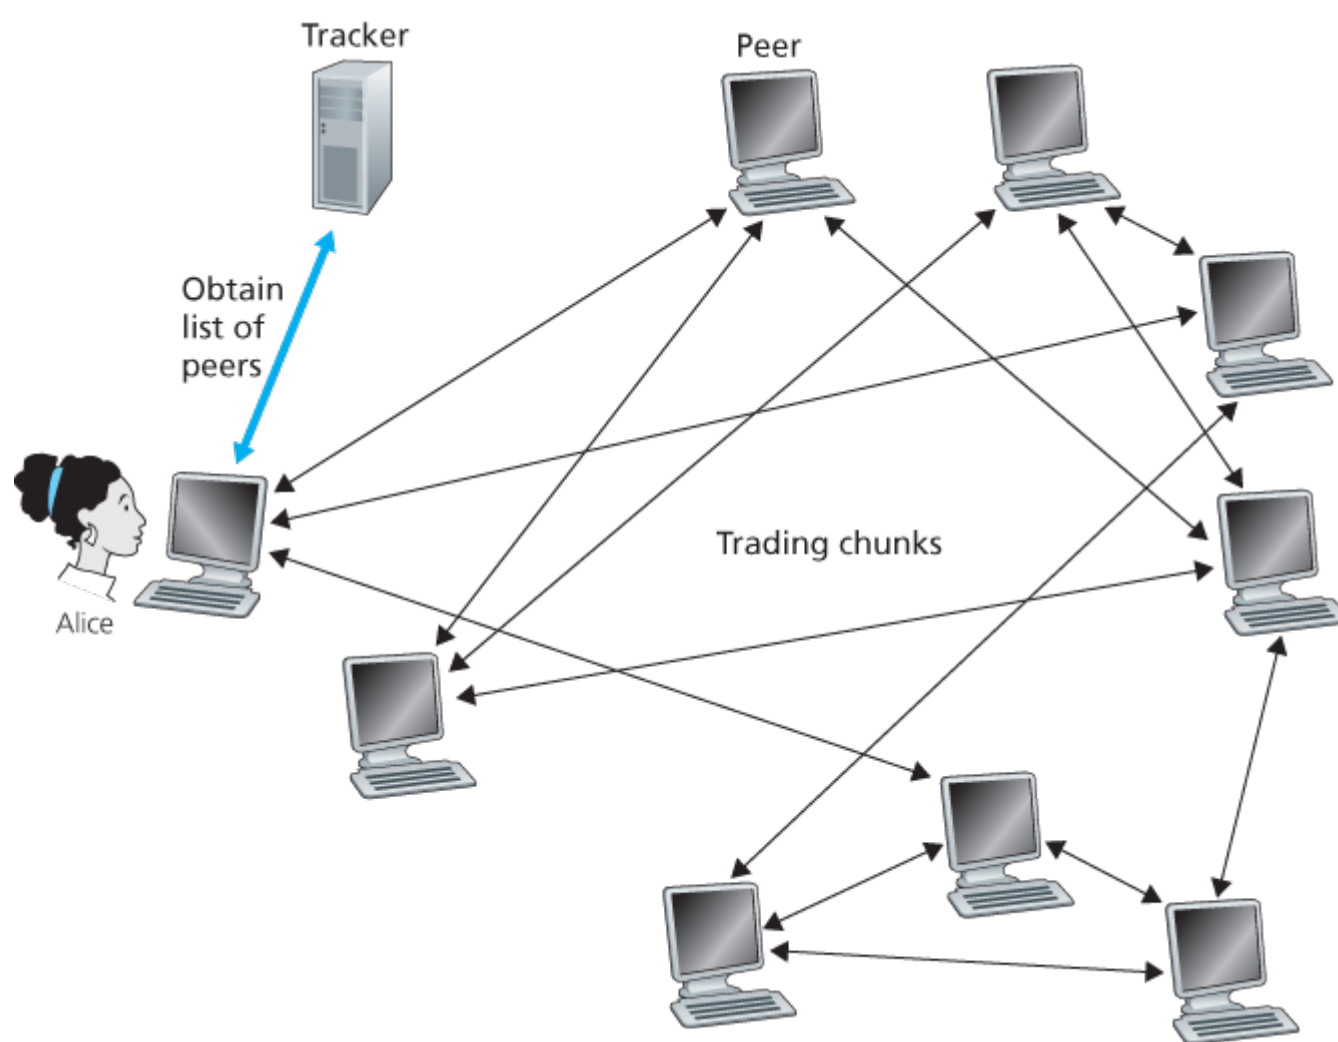 Tracker
Peer
Obtain
list of
peers
Trading chunks
Alice